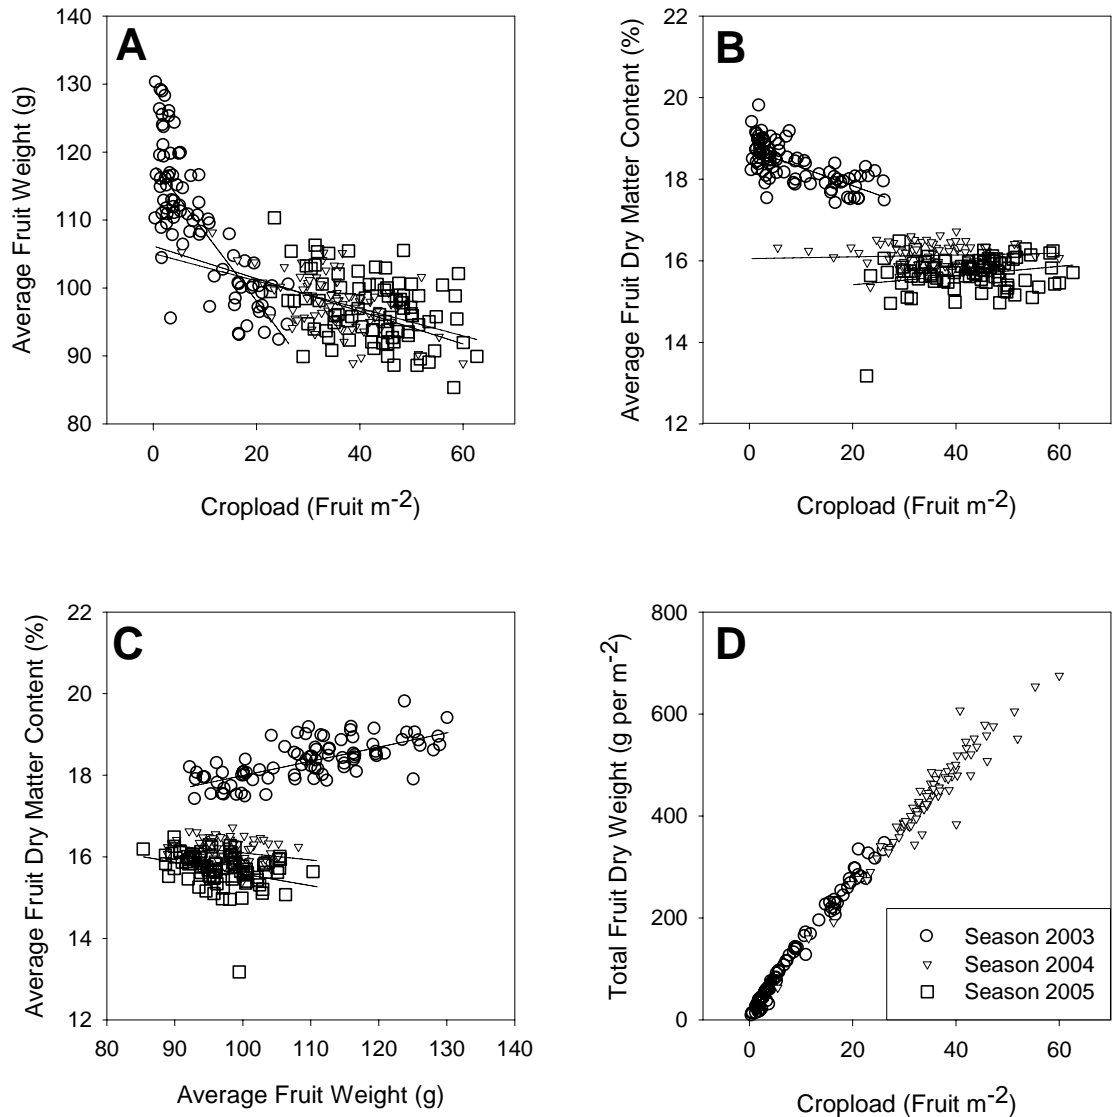 A
Average Fruit Weight (g)
140
130
120
110
100
90
80
0 20 40 60
Cropload (Fruit m-2)
B
Average Fruit Dry Matter Content (%)
22
20
18
16
14
12
0 20 40 60
Cropload (Fruit m-2)
C
Average Fruit Dry Matter Content (%)
22
20
18
16
14
12
80 90 100 110 120 130 140
Average Fruit Weight (g)
D
Total Fruit Dry Weight (g per m-2)
800
600
400
200
0
Season 2003
Season 2004
Season 2005
0 20 40 60
Cropload (Fruit m-2)